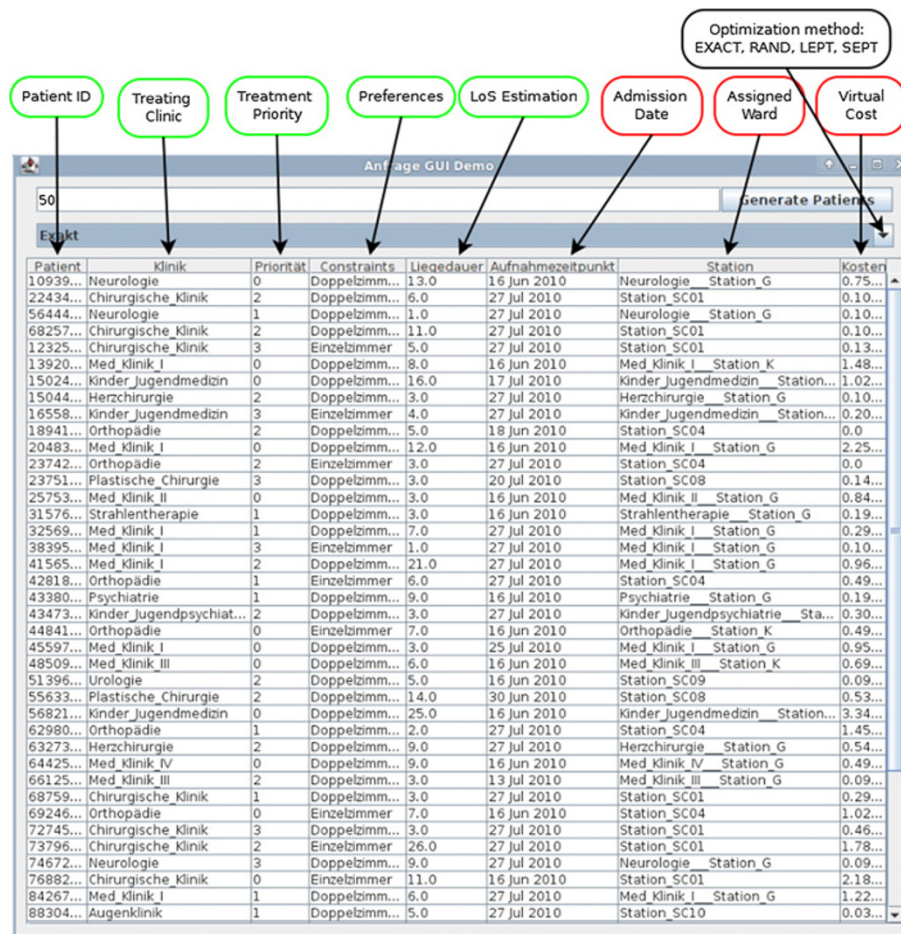 Optimization method:
EXACT, RAND, LEPT, SEPT
Patient ID
Treating
Clinic
Treatment
Priority
Preferences
LoS Estimation
Admission
Date
Assigned
Ward
Virtual
Cost
Anfrage GUI Demo
50 Generate Patients
Exakt
Patient Klinik Priorität Constraints Liegedauer Aufnahmezeitpunkt Station Kosten
10939... Neurologie 0 Doppelzimm... 13.0 16 Jun 2010 Neurologie___Station_G 0.75...
22434... Chirurgische_Klinik 2 Doppelzimm... 6.0 27 Jul 2010 Station_SC01 0.10...
56444... Neurologie 1 Doppelzimm... 1.0 27 Jul 2010 Neurologie___Station_G 0.10...
68257... Chirurgische_Klinik 2 Doppelzimm... 11.0 27 Jul 2010 Station_SC01 0.10...
12325... Chirurgische_Klinik 3 Einzelzimmer 5.0 27 Jul 2010 Station_SC01 0.13...
13920... Med_Klinik_I 0 Doppelzimm... 8.0 16 Jun 2010 Med_Klinik_I___Station_K 1.48...
15024... Kinder_Jugendmedizin 0 Doppelzimm... 16.0 17 Jul 2010 Kinder_Jugendmedizin___Station... 1.02...
15044... Herzchirurgie 2 Doppelzimm... 3.0 27 Jul 2010 Herzchirurgie___Station_G 0.10...
16558... Kinder_Jugendmedizin 3 Einzelzimmer 4.0 27 Jul 2010 Kinder_Jugendmedizin___Station... 0.20...
18941... Orthopädie 2 Doppelzimm... 5.0 18 Jun 2010 Station_SC04 0.0
20483... Med_Klinik_I 0 Doppelzimm... 12.0 16 Jun 2010 Med_Klinik_I___Station_G 2.25...
23742... Orthopädie 2 Einzelzimmer 3.0 27 Jul 2010 Station_SC04 0.0
23751... Plastische_Chirurgie 3 Doppelzimm... 3.0 20 Jul 2010 Station_SC08 0.14...
25753... Med_Klinik_II 0 Doppelzimm... 3.0 16 Jun 2010 Med_Klinik_II___Station_G 0.84...
31576... Strahlentherapie 1 Doppelzimm... 3.0 16 Jun 2010 Strahlentherapie___Station_G 0.19...
32569... Med_Klinik_I 1 Doppelzimm... 7.0 27 Jul 2010 Med_Klinik_I___Station_G 0.29...
38395... Med_Klinik_I 3 Einzelzimmer 1.0 27 Jul 2010 Med_Klinik_I___Station_G 0.10...
41565... Med_Klinik_I 2 Doppelzimm... 21.0 27 Jul 2010 Med_Klinik_I___Station_G 0.96...
42818... Orthopädie 1 Einzelzimmer 6.0 27 Jul 2010 Station_SC04 0.49...
43380... Psychiatrie 1 Doppelzimm... 9.0 16 Jul 2010 Psychiatrie___Station_G 0.19...
43473... Kinder_Jugendpsychiat... 2 Doppelzimm... 3.0 27 Jul 2010 Kinder_Jugendpsychiatrie___Sta... 0.30...
44841... Orthopädie 0 Einzelzimmer 7.0 16 Jun 2010 Orthopädie___Station_K 0.49...
45597... Med_Klinik_I 0 Doppelzimm... 3.0 25 Jul 2010 Med_Klinik_I___Station_G 0.95...
48509... Med_Klinik_III 0 Doppelzimm... 6.0 16 Jun 2010 Med_Klinik_III___Station_K 0.69...
51396... Urologie 2 Doppelzimm... 5.0 16 Jun 2010 Station_SC09 0.09...
55633... Plastische_Chirurgie 2 Doppelzimm... 14.0 30 Jun 2010 Station_SC08 0.53...
56821... Kinder_Jugendmedizin 0 Doppelzimm... 25.0 16 Jun 2010 Kinder_Jugendmedizin___Station... 3.34...
62980... Orthopädie 1 Doppelzimm... 2.0 27 Jul 2010 Station_SC04 1.45...
63273... Herzchirurgie 2 Doppelzimm... 9.0 27 Jul 2010 Herzchirurgie___Station_G 0.54...
64425... Med_Klinik_IV 0 Doppelzimm... 9.0 16 Jun 2010 Med_Klinik_IV___Station_G 0.49...
66125... Med_Klinik_III 2 Doppelzimm... 3.0 13 Jul 2010 Med_Klinik_III___Station_G 0.09...
68759... Chirurgische_Klinik 1 Doppelzimm... 3.0 27 Jul 2010 Station_SC01 0.29...
69246... Orthopädie 0 Einzelzimmer 7.0 16 Jun 2010 Station_SC04 1.02...
72745... Chirurgische_Klinik 3 Doppelzimm... 3.0 27 Jul 2010 Station_SC01 0.46...
73796... Chirurgische_Klinik 2 Einzelzimmer 26.0 27 Jul 2010 Station_SC01 1.78...
74672... Neurologie 3 Doppelzimm... 9.0 27 Jul 2010 Neurologie___Station_G 0.09...
76882... Chirurgische_Klinik 0 Einzelzimmer 11.0 16 Jun 2010 Station_SC01 2.18...
84267... Med_Klinik_I 1 Doppelzimm... 6.0 27 Jul 2010 Med_Klinik_I___Station_G 1.22...
88304... Augenklinik 1 Doppelzimm... 5.0 27 Jul 2010 Station_SC10 0.03...